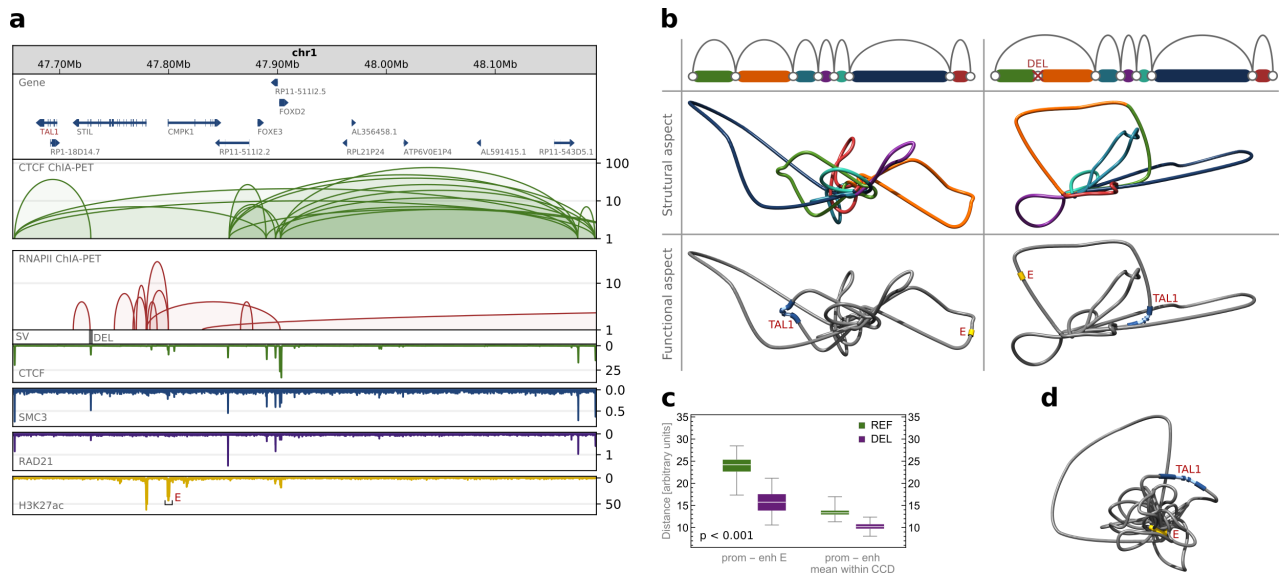 a
chr1
47.70Mb 47.80Mb 47.90Mb 48.00Mb 48.10Mb
Gene
RP11-511I2.5
FOXD2
TAL1 STIL CMPK1 FOXE3 AL356458.1
RP1-18D14.7 RP11-511I2.2 RPL21P24 ATP6V0E1P4 AL591415.1 RP11-543D5.1
CTCF ChIA-PET
100
10
1
RNAPII ChIA-PET
10
1
SV DEL
0
25
CTCF
0.0
0.5
SMC3
0
1
RAD21
0
50
E
H3K27ac
b
DEL
Strutural aspect
Functional aspect
TAL1
E
E
TAL1
c
35 35
30 30
25 25
20 20
15 15
10 10
Distance [arbitrary units]
REF
DEL
p < 0.001
prom – enh E prom – enh
mean within CCD
d
TAL1
E